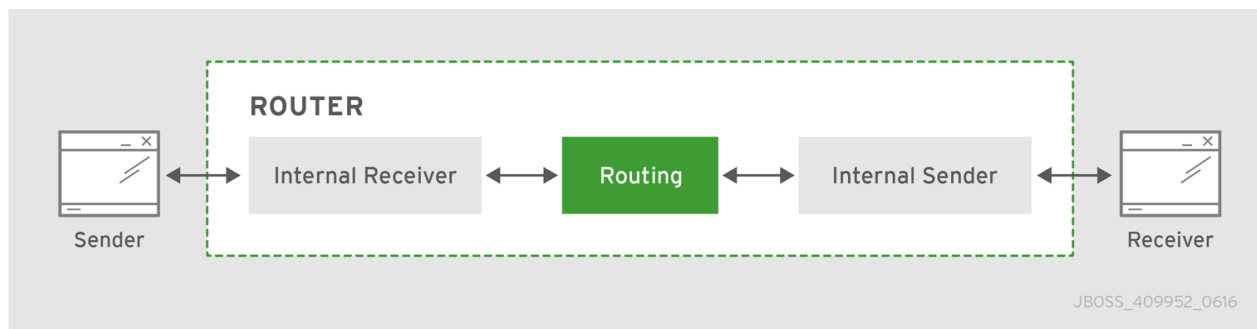 ROUTER
Sender
Internal Receiver
Routing
Internal Sender
Receiver
JBOSS_409952_0616